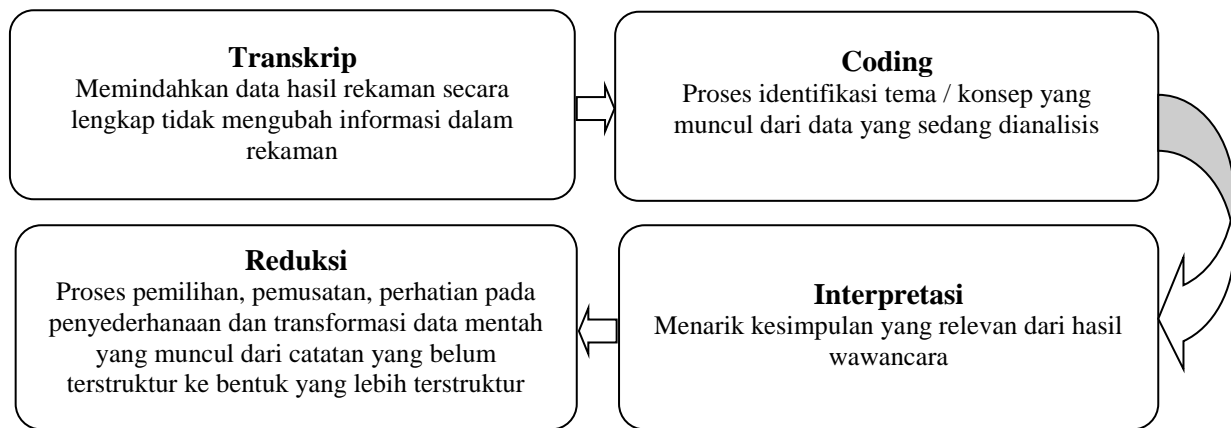 Transkrip
Memindahkan data hasil rekaman secara
lengkap tidak mengubah informasi dalam
rekaman
Coding
Proses identifikasi tema / konsep yang
muncul dari data yang sedang dianalisis
Interpretasi
Menarik kesimpulan yang relevan dari hasil
wawancara
Reduksi
Proses pemilihan, pemusatan, perhatian pada
penyederhanaan dan transformasi data mentah
yang muncul dari catatan yang belum
terstruktur ke bentuk yang lebih terstruktur